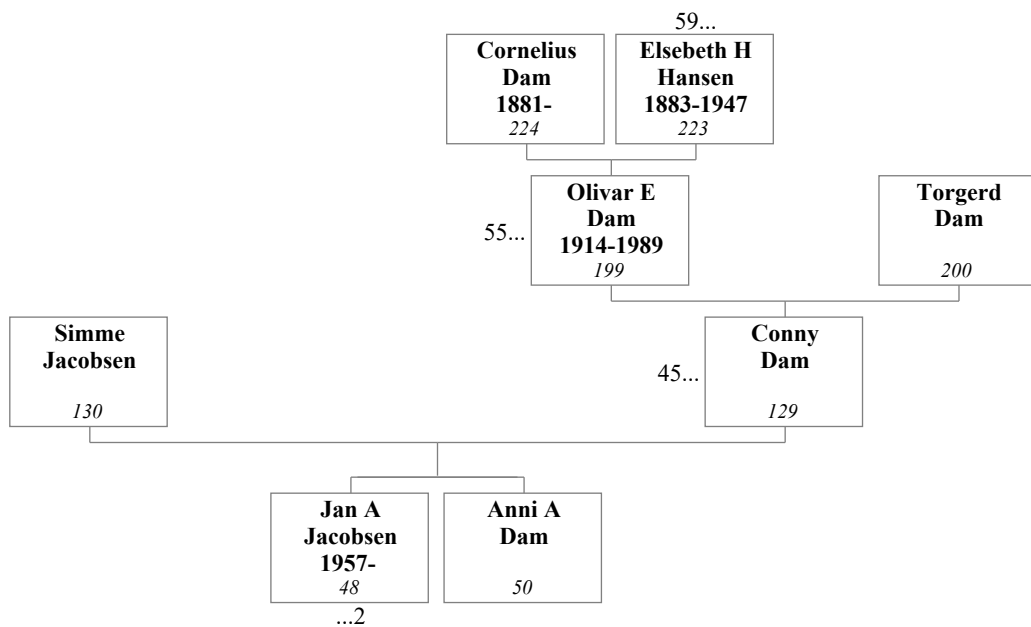 59...
Cornelius
Dam
1881-
224
Elsebeth H
Hansen
1883-1947
223
55...
Olivar E
Dam
1914-1989
199
Torgerd
Dam
200
Simme
Jacobsen
130
45...
Conny
Dam
129
Jan A
Jacobsen
1957-
48
Anni A
Dam
50
...2